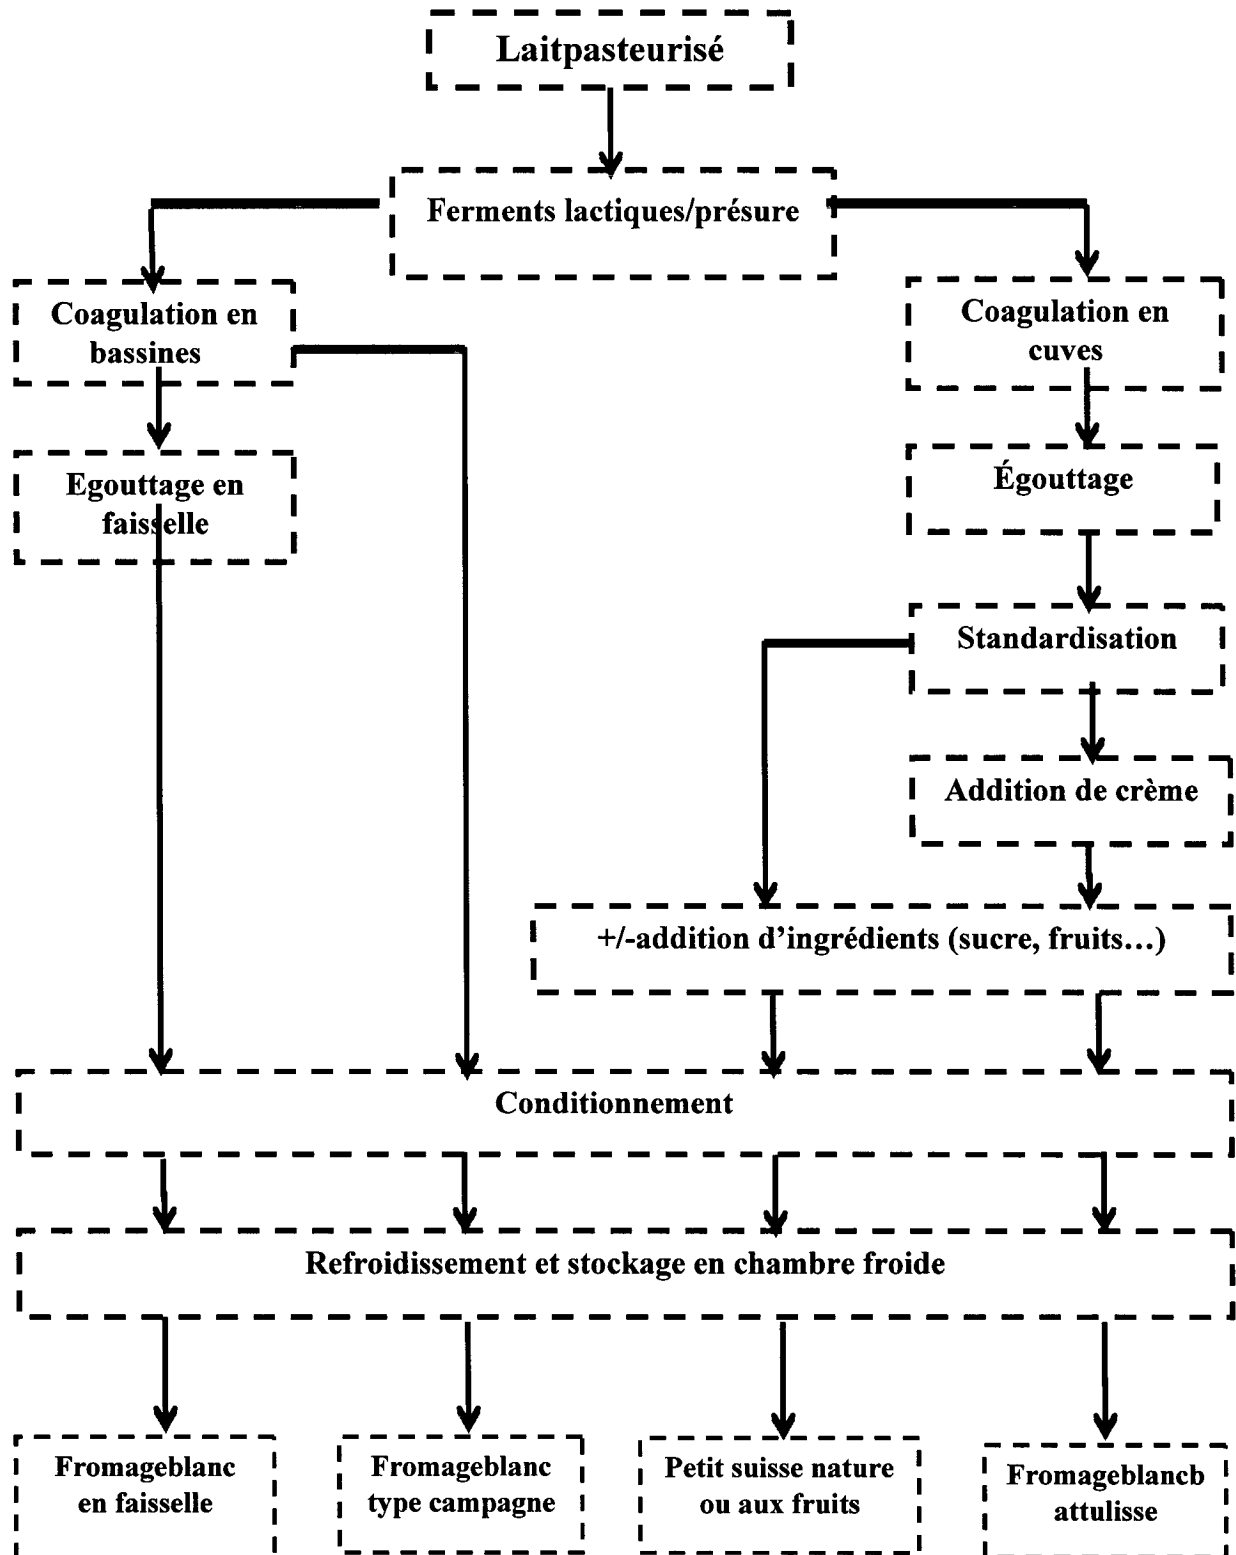 Laitpasteurisé
Ferments lactiques/présure
Coagulation en
bassines
Coagulation en
cuves
Egouttage en
faisselle
Égouttage
Standardisation
Addition de crème
+/-addition d’ingrédients (sucre, fruits…)
Conditionnement
Refroidissement et stockage en chambre froide
Fromageblanc
en faisselle
Fromageblanc
type campagne
Petit suisse nature
ou aux fruits
Fromageblancb
attulisse